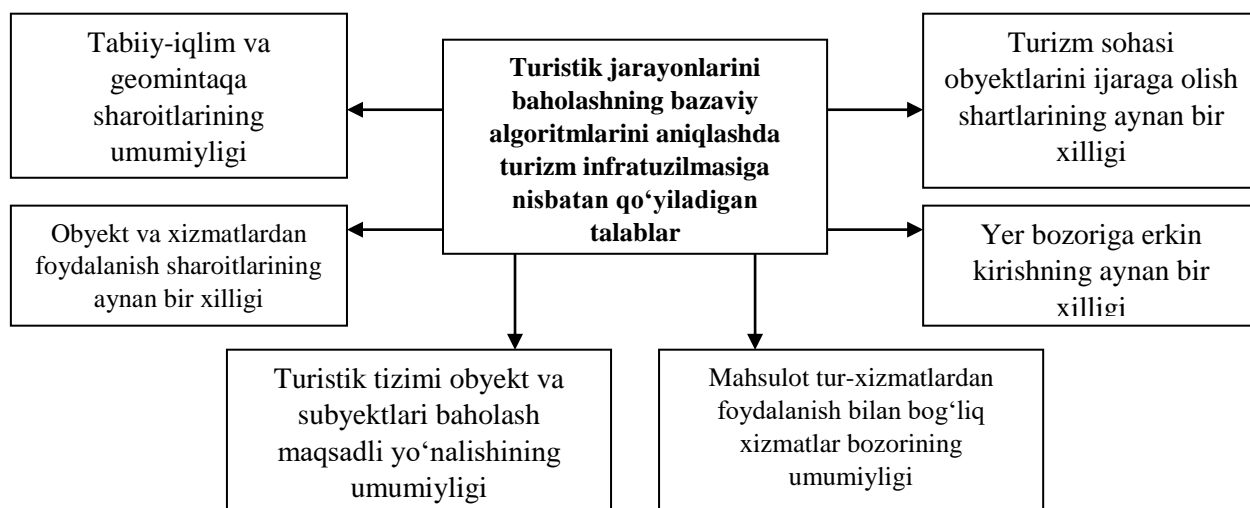 Tabiiy-iqlim va
geomintaqa
sharoitlarining
umumiyligi
Turistik jarayonlarini
baholashning bazaviy
algoritmlarini aniqlashda
turizm infratuzilmasiga
nisbatan qo‘yiladigan
talablar
Turizm sohasi
obyektlarini ijaraga olish
shartlarining aynan bir
xilligi
Obyekt va xizmatlardan
foydalanish sharoitlarining
aynan bir xilligi
Yer bozoriga erkin
kirishning aynan bir
xilligi
Turistik tizimi obyekt va
subyektlari baholash
maqsadli yo‘nalishining
umumiyligi
Mahsulot tur-xizmatlardan
foydalanish bilan bog‘liq
xizmatlar bozorining
umumiyligi